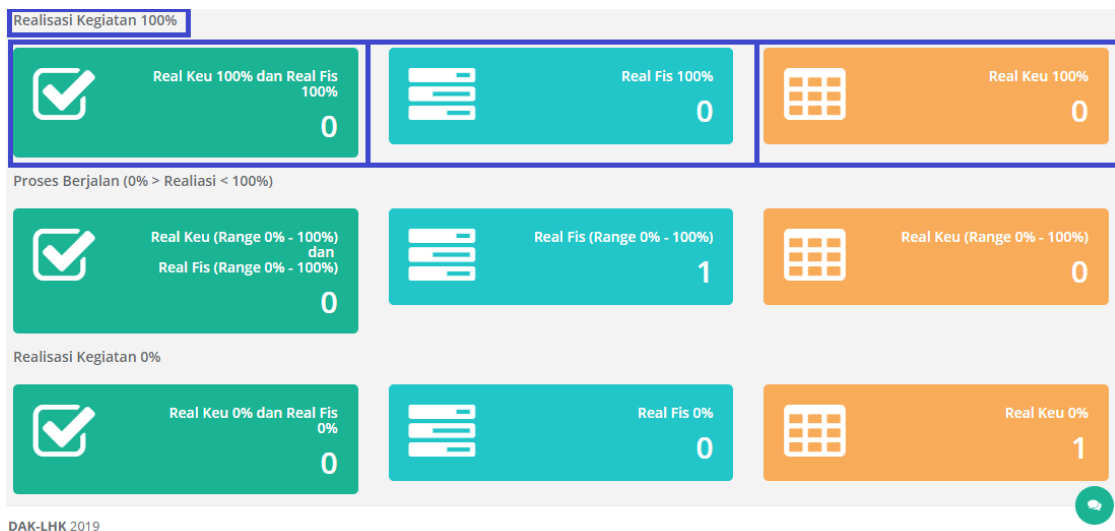 Realisasi Kegiatan 100%
Real Keu 100% dan Real Fis
100%
0
Real Fis 100%
0
Real Keu 100%
0
Proses Berjalan (0% > Realiasi < 100%)
Real Keu (Range 0% - 100%)
dan
Real Fis (Range 0% - 100%)
0
Real Fis (Range 0% - 100%)
1
Real Keu (Range 0% - 100%)
0
Realisasi Kegiatan 0%
Real Keu 0% dan Real Fis
0%
0
Real Fis 0%
0
Real Keu 0%
1
DAK-LHK 2019